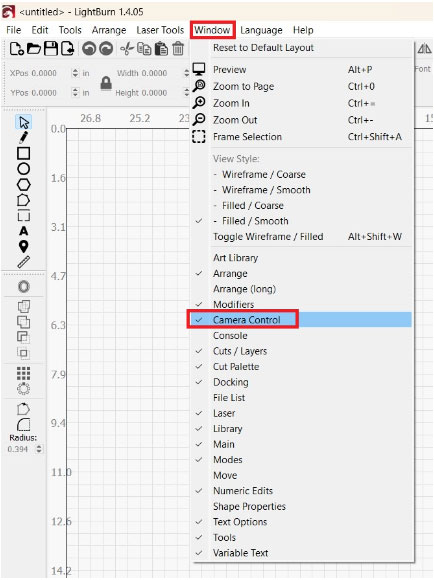 <untitled> - LightBurn 1.4.05
File Edit Tools Arrange Laser Tools Window Language Help
XPos 0.0000 in Width 0.0000
YPos 0.0000 in Height 0.0000
Font
26.8 25.2 23
0.0
1.6
3.1
4.7
6.3
7.9
9.4
11.0
12.6
14.2
A
Radius:
0.394
Reset to Default Layout
Preview Alt+P
Zoom to Page Ctrl+0
Zoom In Ctrl+=
Zoom Out Ctrl+-
Frame Selection Ctrl+Shift+A
View Style:
- Wireframe / Coarse
- Wireframe / Smooth
- Filled / Coarse
- Filled / Smooth
Toggle Wireframe / Filled Alt+Shift+W
Art Library
Arrange
Arrange (long)
Modifiers
Camera Control
Console
Cuts / Layers
Cut Palette
Docking
File List
Laser
Library
Main
Modes
Move
Numeric Edits
Shape Properties
Text Options
Tools
Variable Text